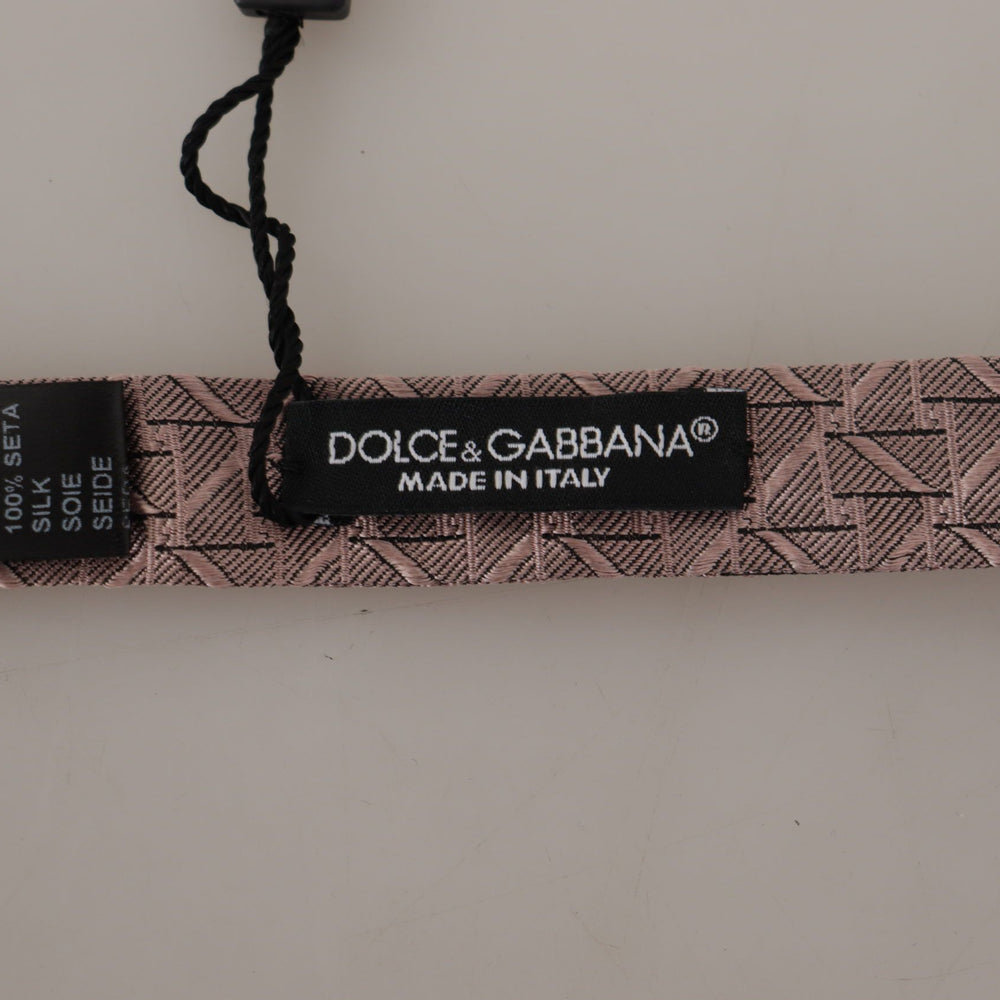 100% SETA
SILK
SOIE
SEIDE
DOLCE & GABBANA®
MADE IN ITALY